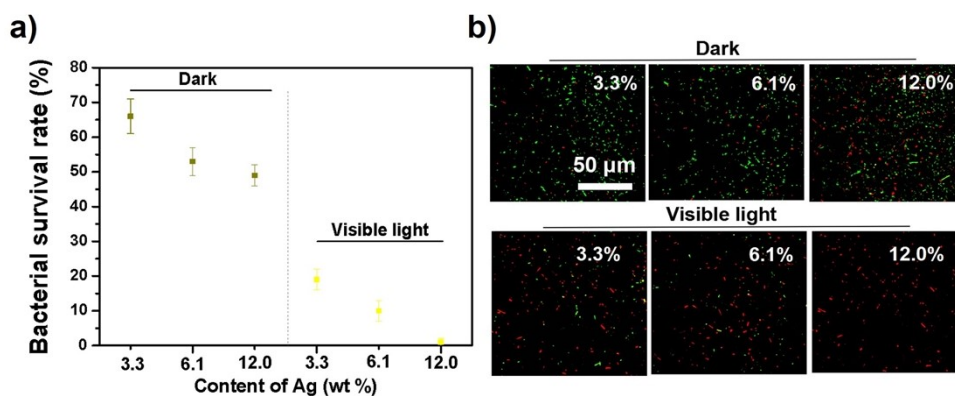 a)
Bacterial survival rate (%)
80
70
60
50
40
30
20
10
0
Dark
Visible light
3.3 6.1 12.0 3.3 6.1 12.0
Content of Ag (wt %)
b)
Dark
3.3% 6.1% 12.0%
50 μm
Visible light
3.3% 6.1% 12.0%